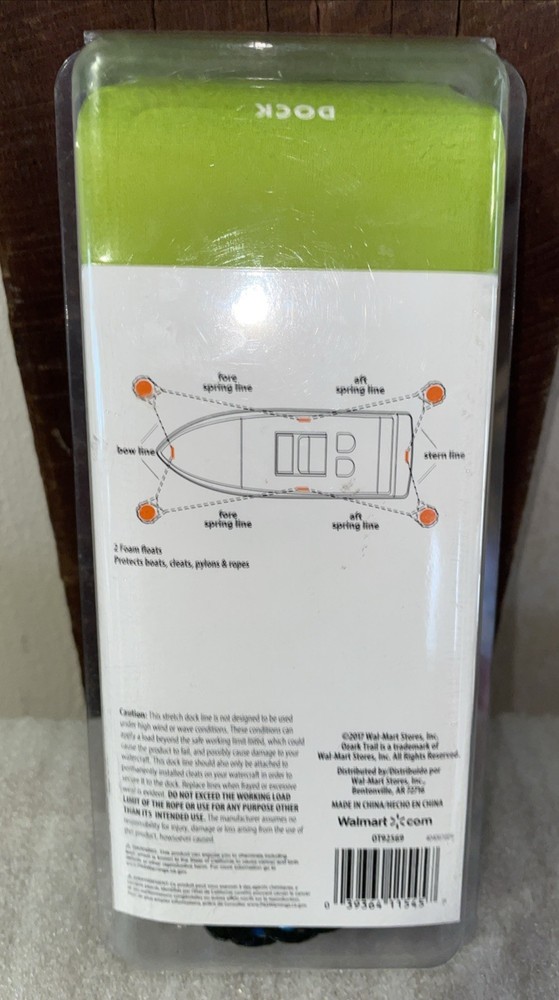 DOCK
fore
spring line
aft
spring line
bow line
stern line
fore
spring line
aft
spring line
2 Foam floats
Protects boats, cleats, pylons & ropes
Caution: This stretch dock line is not designed to be used
under high wind or wave conditions. These conditions can
apply a load beyond the safe working limit which could
cause the product to fail, and possibly cause damage to your
watercraft. This dock line should also only be attached to
permanently installed cleats on your watercraft in order to
secure it to the dock. Replace lines when frayed or excessive
wear is evident. DO NOT EXCEED THE WORKING LOAD
LIMIT OF THE ROPE OR USE FOR ANY PURPOSE OTHER
THAN ITS INTENDED USE. The manufacturer assumes no
responsibility for injury, damage or loss arising from the use of
this product, howsoever caused.
©2017 Wal-Mart Stores, Inc.
Ozark Trail is a trademark of
Wal-Mart Stores, Inc. All Rights Reserved.
Distributed by/Distribuido por
Wal-Mart Stores, Inc.,
Bentonville, AR 72716
MADE IN CHINA/HECHO EN CHINA
Walmart.com
OT92569
0 39364 11545